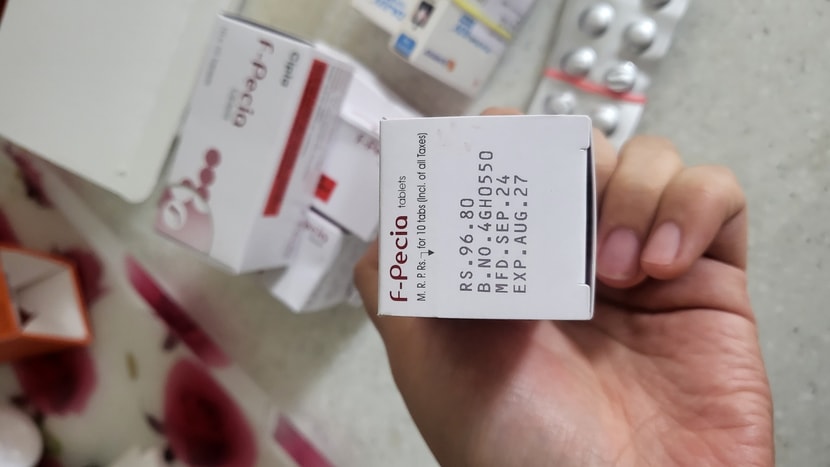 F-Pecia tablets
M. R. P. Rs. for 10 tabs (Incl. of all Taxes)
RS.96.80
B.NO.4GH0550
MFD.SEP.24
EXP.AUG.27
Cipla
F-Pecia